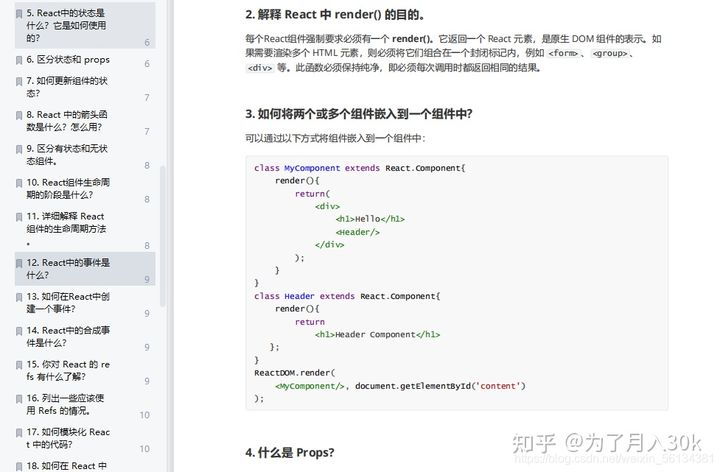 5. React中的状态是
什么？它是如何使用
的？
6
6. 区分状态和 props
6
7. 如何更新组件的状
态？
7
8. React 中的箭头函
数是什么？怎么用？
7
9. 区分有状态和无状
态组件。
8
10. React组件生命周
期的阶段是什么？
8
11. 详细解释 React
组件的生命周期方法
。
8
12. React中的事件是
什么？
9
13. 如何在React中创
建一个事件？
9
14. React中的合成事
件是什么？
9
15. 你对 React 的 re
fs 有什么了解？
9
16. 列出一些应该使
用 Refs 的情况。
10
17. 如何模块化 Reac
t 中的代码？
10
18. 如何在 React 中
2. 解释 React 中 render() 的目的。
每个React组件强制要求必须有一个 render()。它返回一个 React 元素，是原生 DOM 组件的表示。如
果需要渲染多个 HTML 元素，则必须将它们组合在一个封闭标记内，例如 <form>、<group>、
<div> 等。此函数必须保持纯净，即必须每次调用时都返回相同的结果。
3. 如何将两个或多个组件嵌入到一个组件中?
可以通过以下方式将组件嵌入到一个组件中：
class MyComponent extends React.Component{
render(){
return(
<div>
<h1>Hello</h1>
<Header/>
</div>
);
}
}
class Header extends React.Component{
render(){
return
<h1>Header Component</h1>
};
}
ReactDOM.render(
<MyComponent/>, document.getElementById('content')
);
4. 什么是 Props?
知乎 @为了月入30k
https://blog.csdn.net/weixin_56134381